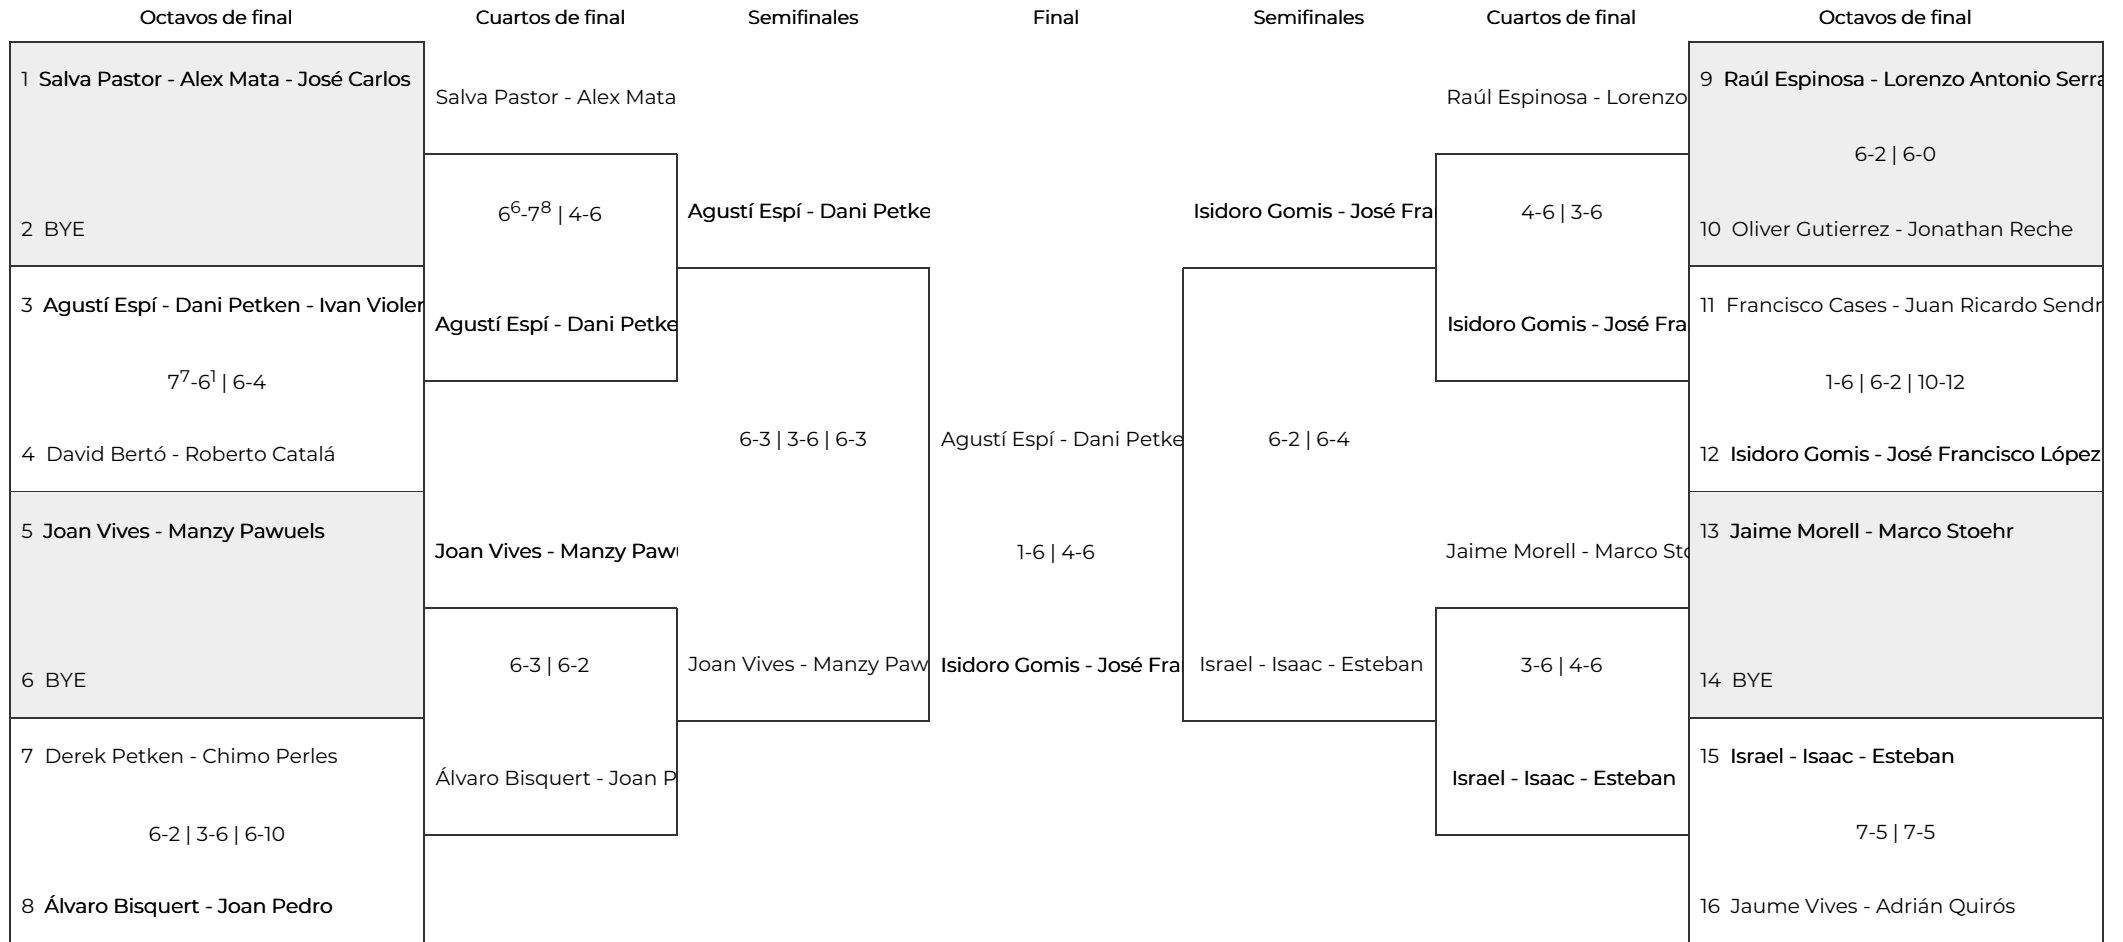 Octavos de final
Cuartos de final
Semifinales
Final
Semifinales
Cuartos de final
Octavos de final
1 Salva Pastor - Alex Mata - José Carlos
2 BYE
3 Agustí Espí - Dani Petken - Ivan Violer
7⁷-6¹ | 6-4
4 David Bertó - Roberto Catalá
5 Joan Vives - Manzy Pawuels
6 BYE
7 Derek Petken - Chimo Perles
6-2 | 3-6 | 6-10
8 Álvaro Bisquert - Joan Pedro
Salva Pastor - Alex Mata
6⁶-7⁸ | 4-6
Agustí Espí - Dani Petke
Joan Vives - Manzy Paw
6-3 | 6-2
Álvaro Bisquert - Joan P
Agustí Espí - Dani Petke
6-3 | 3-6 | 6-3
Joan Vives - Manzy Paw
Agustí Espí - Dani Petke
1-6 | 4-6
Isidoro Gomis - José Fra
Isidoro Gomis - José Fra
6-2 | 6-4
Israel - Isaac - Esteban
Raúl Espinosa - Lorenzo
4-6 | 3-6
Isidoro Gomis - José Fra
Jaime Morell - Marco Sto
3-6 | 4-6
Israel - Isaac - Esteban
9 Raúl Espinosa - Lorenzo Antonio Serra
6-2 | 6-0
10 Oliver Gutierrez - Jonathan Reche
11 Francisco Cases - Juan Ricardo Sendr
1-6 | 6-2 | 10-12
12 Isidoro Gomis - José Francisco López
13 Jaime Morell - Marco Stoehr
14 BYE
15 Israel - Isaac - Esteban
7-5 | 7-5
16 Jaume Vives - Adrián Quirós